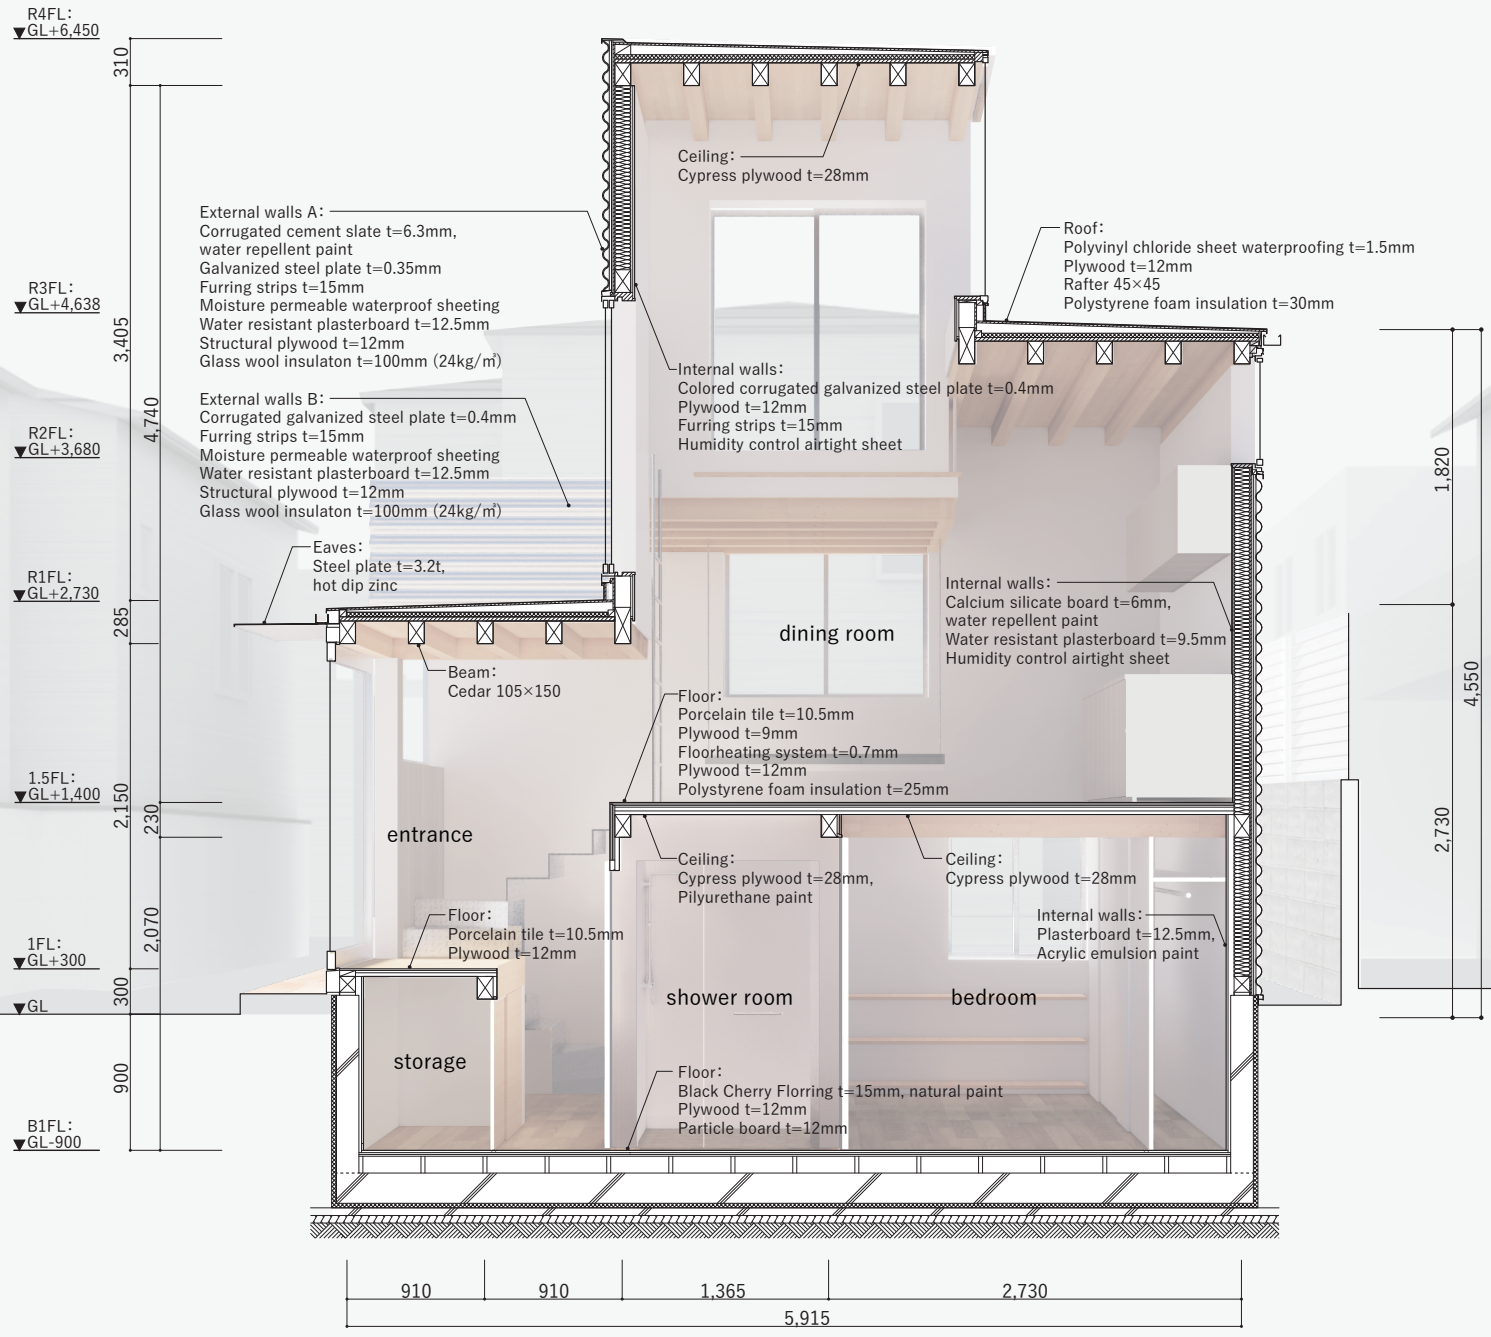 R4FL:
▼GL+6,450
310
R3FL:
▼GL+4,638
3,405
4,740
R2FL:
▼GL+3,680
R1FL:
▼GL+2,730
285
1.5FL:
▼GL+1,400
2,150
230
2,070
1FL:
▼GL+300
300
▼GL
900
B1FL:
▼GL-900
External walls A:
Corrugated cement slate t=6.3mm,
water repellent paint
Galvanized steel plate t=0.35mm
Furring strips t=15mm
Moisture permeable waterproof sheeting
Water resistant plasterboard t=12.5mm
Structural plywood t=12mm
Glass wool insulaton t=100mm (24kg/㎥)
External walls B:
Corrugated galvanized steel plate t=0.4mm
Furring strips t=15mm
Moisture permeable waterproof sheeting
Water resistant plasterboard t=12.5mm
Structural plywood t=12mm
Glass wool insulaton t=100mm (24kg/㎥)
Eaves:
Steel plate t=3.2t,
hot dip zinc
Ceiling:
Cypress plywood t=28mm
Roof:
Polyvinyl chloride sheet waterproofing t=1.5mm
Plywood t=12mm
Rafter 45×45
Polystyrene foam insulation t=30mm
Internal walls:
Colored corrugated galvanized steel plate t=0.4mm
Plywood t=12mm
Furring strips t=15mm
Humidity control airtight sheet
Internal walls:
Calcium silicate board t=6mm,
water repellent paint
Water resistant plasterboard t=9.5mm
Humidity control airtight sheet
dining room
Beam:
Cedar 105×150
Floor:
Porcelain tile t=10.5mm
Plywood t=9mm
Floorheating system t=0.7mm
Plywood t=12mm
Polystyrene foam insulation t=25mm
entrance
Ceiling:
Cypress plywood t=28mm,
Pilyurethane paint
Ceiling:
Cypress plywood t=28mm
Floor:
Porcelain tile t=10.5mm
Plywood t=12mm
Internal walls:
Plasterboard t=12.5mm,
Acrylic emulsion paint
shower room
bedroom
storage
Floor:
Black Cherry Florring t=15mm, natural paint
Plywood t=12mm
Particle board t=12mm
1,820
4,550
2,730
910
910
1,365
2,730
5,915